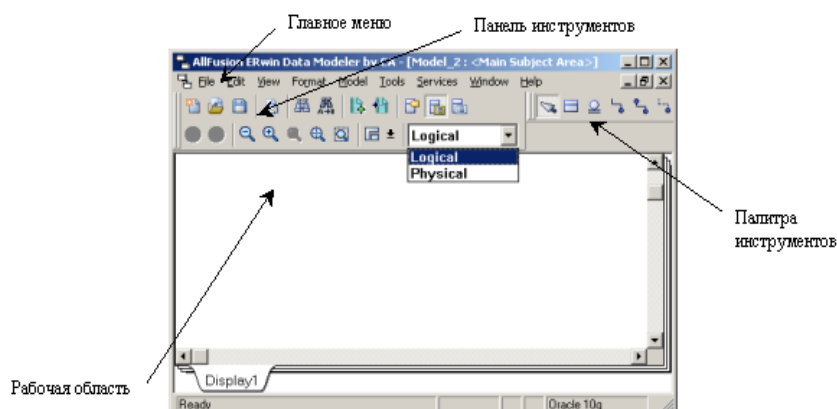 Главное меню
Панель инструментов
AllFusion ERwin Data Modeler by CA - [Model_2 : <Main Subject Area>]
File Edit View Format Model Tools Services Window Help
Logical
Logical
Physical
Палитра
инструментов
Рабочая область
Display1
Ready
Oracle 10g